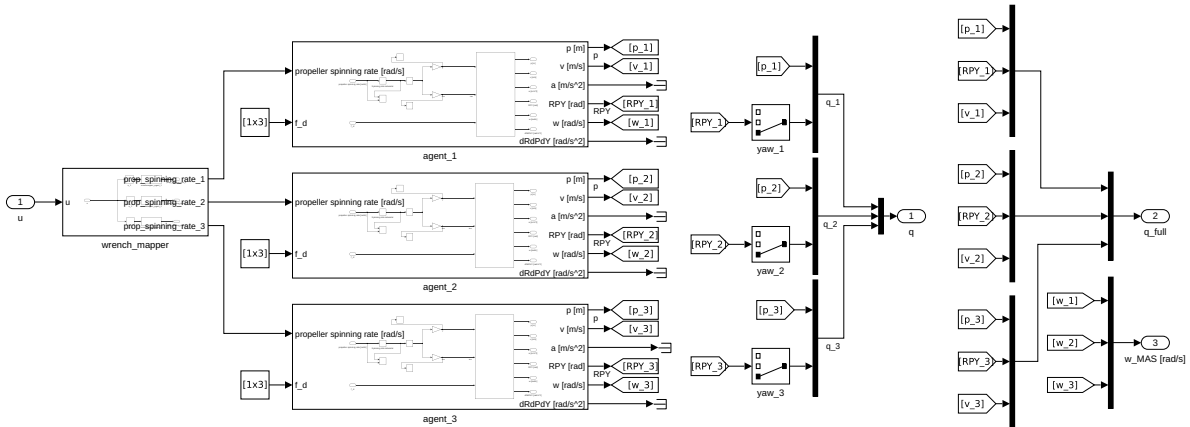 1
u
u
prop_spinning_rate_1
prop_spinning_rate_2
prop_spinning_rate_3
wrench_mapper
[1x3]
propeller spinning rate [rad/s]
f_d
p [m]
v [m/s]
a [m/s^2]
RPY [rad]
w [rad/s]
dRdPdY [rad/s^2]
agent_1
p
RPY
[p_1]
[v_1]
[RPY_1]
[w_1]
[1x3]
propeller spinning rate [rad/s]
f_d
p [m]
v [m/s]
a [m/s^2]
RPY [rad]
w [rad/s]
dRdPdY [rad/s^2]
agent_2
p
RPY
[p_2]
[v_2]
[RPY_2]
[w_2]
[1x3]
propeller spinning rate [rad/s]
f_d
p [m]
v [m/s]
a [m/s^2]
RPY [rad]
w [rad/s]
dRdPdY [rad/s^2]
agent_3
p
RPY
[p_3]
[v_3]
[RPY_3]
[w_3]
[p_1]
[RPY_1]
yaw_1
q_1
[p_2]
[RPY_2]
yaw_2
q_2
[p_3]
[RPY_3]
yaw_3
q_3
1
q
[p_1]
[RPY_1]
[v_1]
[p_2]
[RPY_2]
[v_2]
[p_3]
[RPY_3]
[v_3]
2
q_full
[w_1]
[w_2]
[w_3]
3
w_MAS [rad/s]